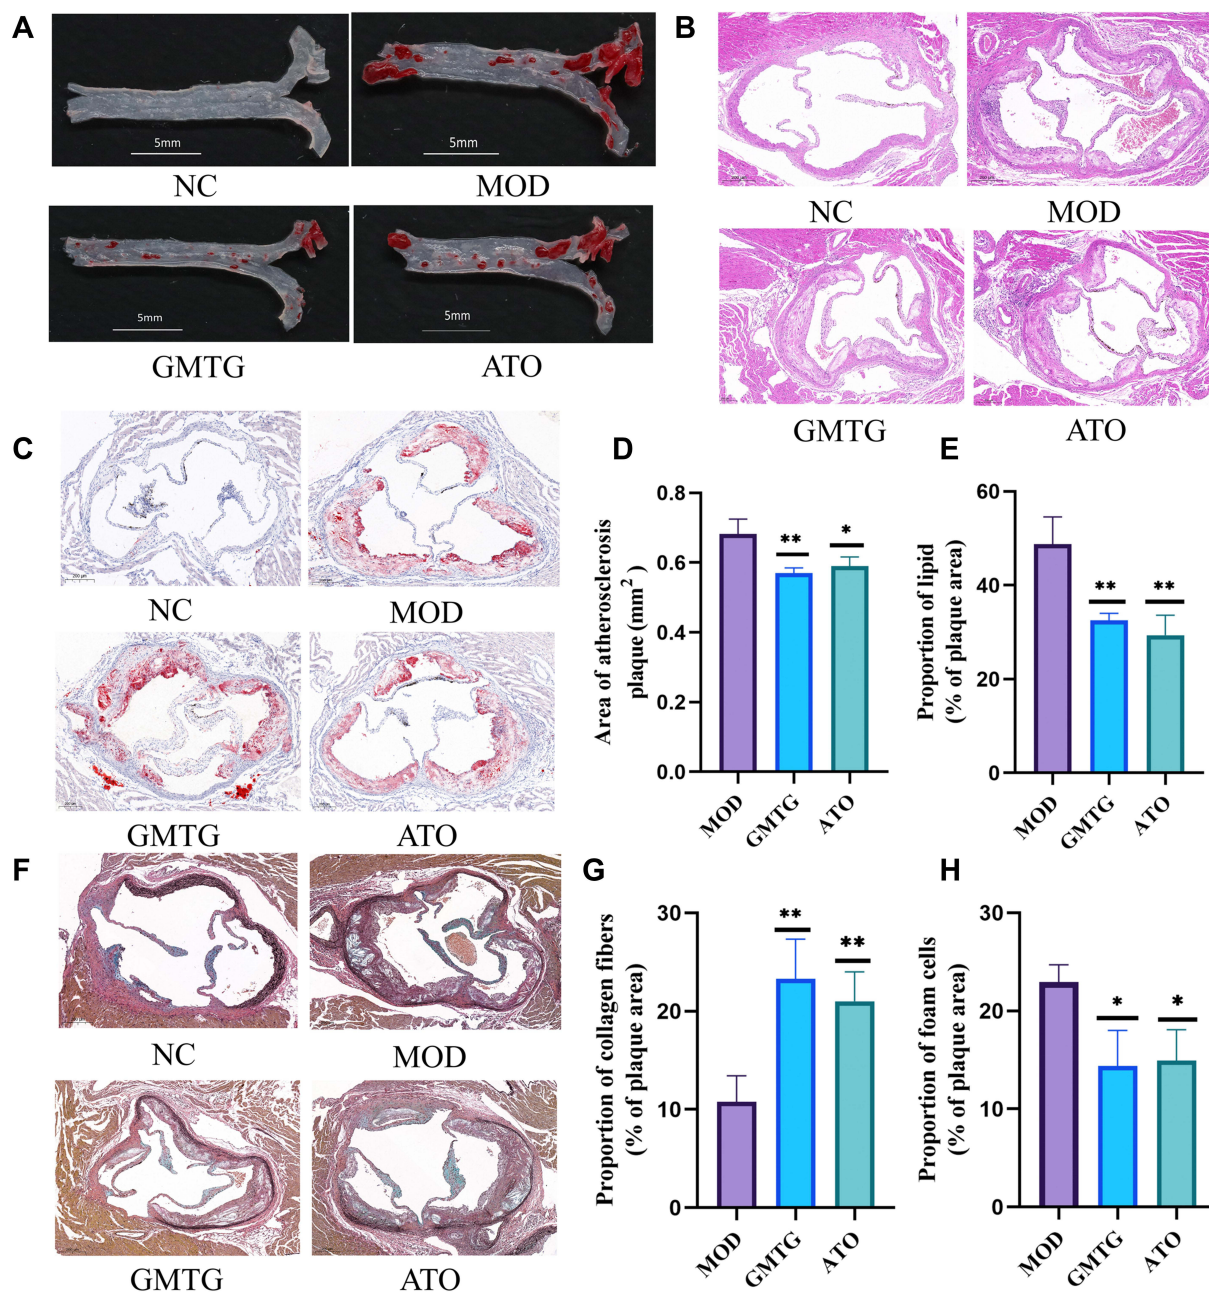 A
5mm
5mm
NC
MOD
5mm
5mm
GMTG
ATO
B
NC
MOD
GMTG
ATO
C
200 μm
NC
MOD
GMTG
ATO
D
Area of atherosclerosis
plaque (mm²)
0.8
0.6
0.4
0.2
0.0
**
*
MOD
GMTG
ATO
E
Proportion of lipid
(% of plaque area)
60
40
20
0
**
**
MOD
GMTG
ATO
F
NC
MOD
GMTG
ATO
G
Proportion of collagen fibers
(% of plaque area)
30
20
10
0
**
**
MOD
GMTG
ATO
H
Proportion of foam cells
(% of plaque area)
30
20
10
0
*
*
MOD
GMTG
ATO